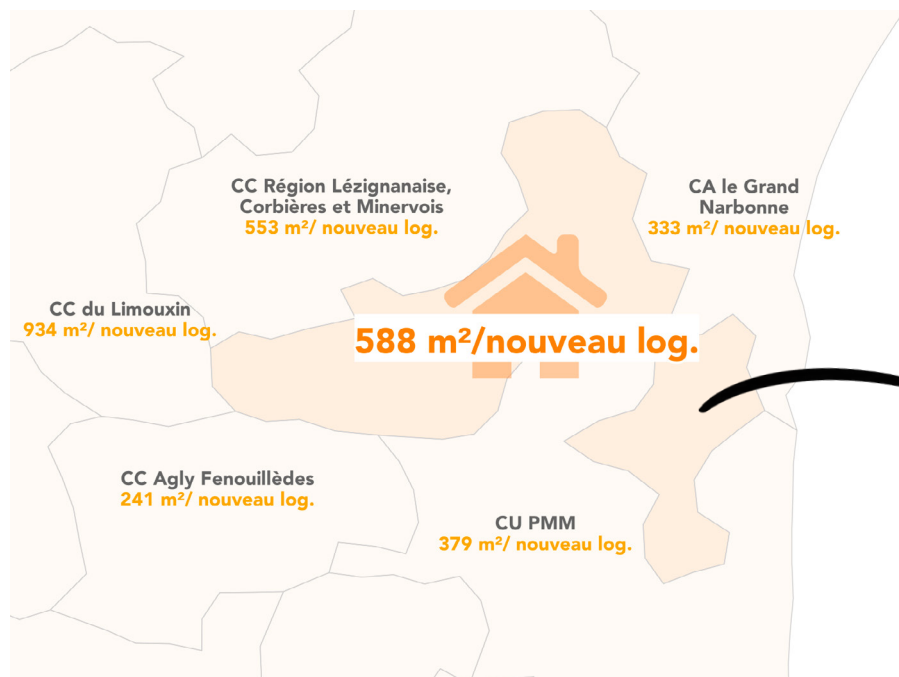 CC Région Lézignanaise,
Corbières et Minervois
553 m²/ nouveau log.
CA le Grand
Narbonne
333 m²/ nouveau log.
CC du Limouxin
934 m²/ nouveau log.
588 m²/nouveau log.
CC Agly Fenouillèdes
241 m²/ nouveau log.
CU PMM
379 m²/ nouveau log.